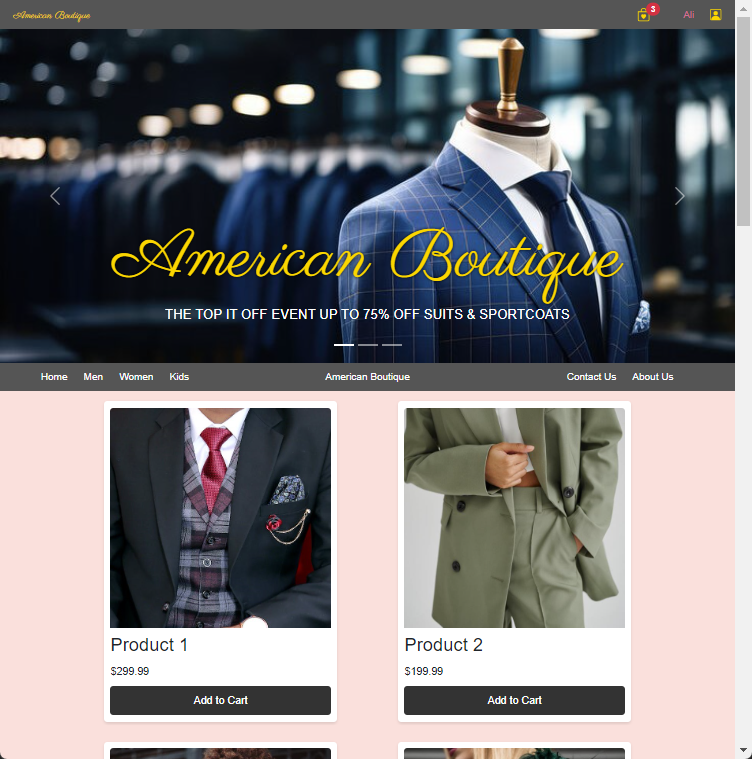 American Boutique
3
Ali
American Boutique
THE TOP IT OFF EVENT UP TO 75% OFF SUITS & SPORTCOATS
Home Men Women Kids American Boutique Contact Us About Us
Product 1
$299.99
Add to Cart
Product 2
$199.99
Add to Cart